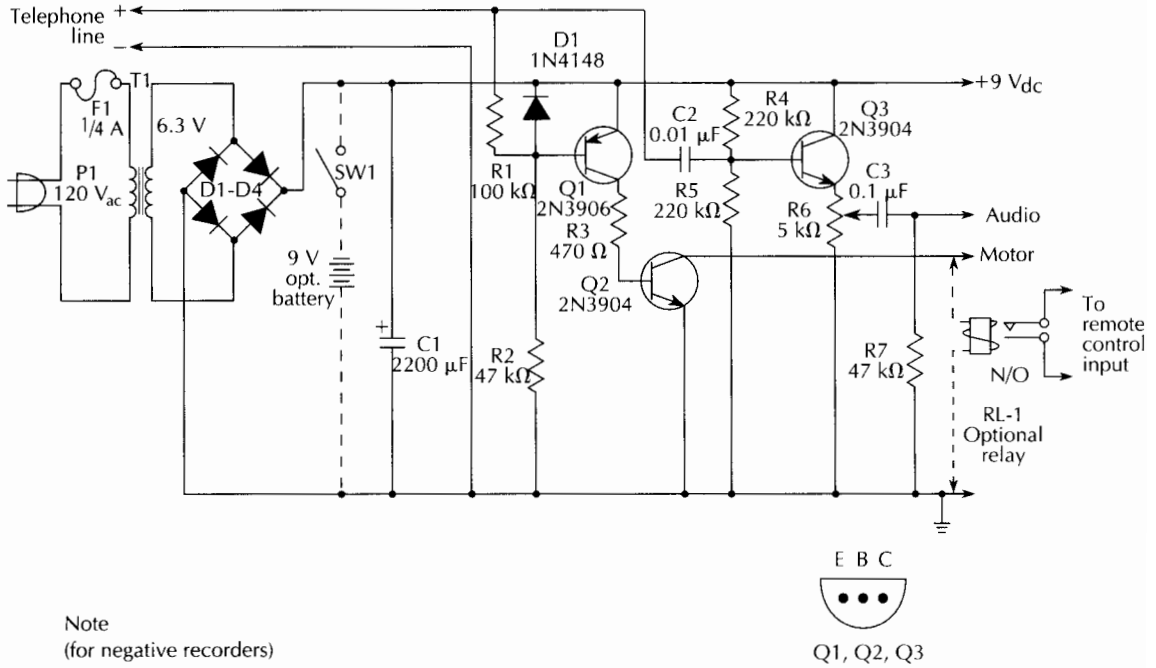 Telephone +
line −
D1
1N4148
+9 Vdc
T1
F1
1/4 A
6.3 V
P1
120 Vac
D1-D4
SW1
9 V
opt.
battery
+
C1
2200 µF
R1
100 kΩ
Q1
2N3906
R3
470 Ω
Q2
2N3904
R2
47 kΩ
C2
0.01 µF
R4
220 kΩ
R5
220 kΩ
Q3
2N3904
C3
0.1 µF
R6
5 kΩ
Audio
Motor
R7
47 kΩ
To
remote
control
input
N/O
RL-1
Optional
relay
E B C
Q1, Q2, Q3
Note
(for negative recorders)